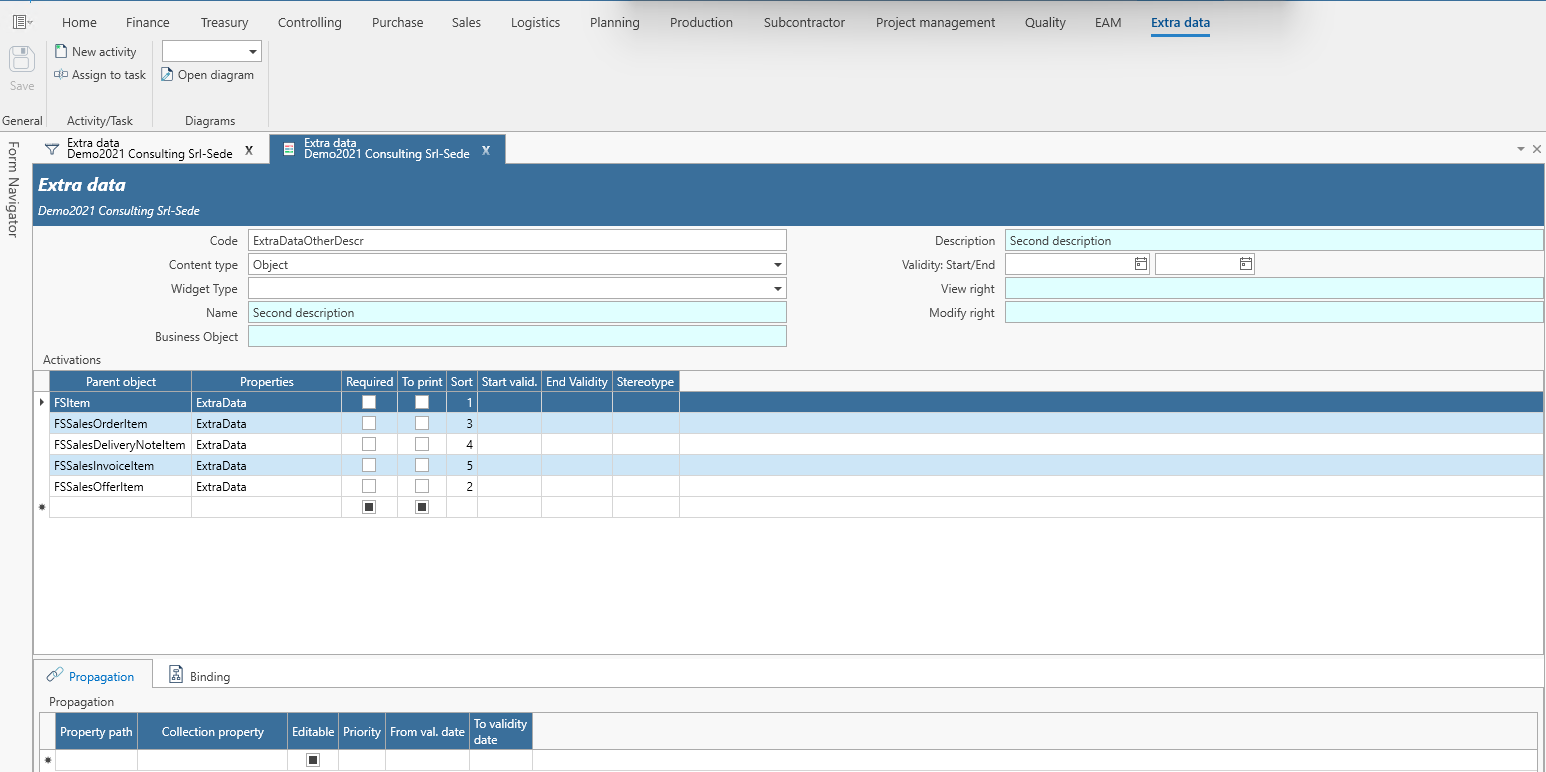 Home Finance Treasury Controlling Purchase Sales Logistics Planning Production Subcontractor Project management Quality EAM Extra data
New activity
Assign to task Open diagram
Save
General Activity/Task Diagrams
Form Navigator
Extra data
Demo2021 Consulting Srl-Sede X
Extra data
Demo2021 Consulting Srl-Sede X
Extra data
Demo2021 Consulting Srl-Sede
Code ExtraDataOtherDescr Description Second description
Content type Object Validity: Start/End
Widget Type View right
Name Second description Modify right
Business Object
Activations
Parent object Properties Required To print Sort Start valid. End Validity Stereotype
FSItem ExtraData 1
FSSalesOrderItem ExtraData 3
FSSalesDeliveryNoteItem ExtraData 4
FSSalesInvoiceItem ExtraData 5
FSSalesOfferItem ExtraData 2
Propagation Binding
Propagation
Property path Collection property Editable Priority From val. date To validity date